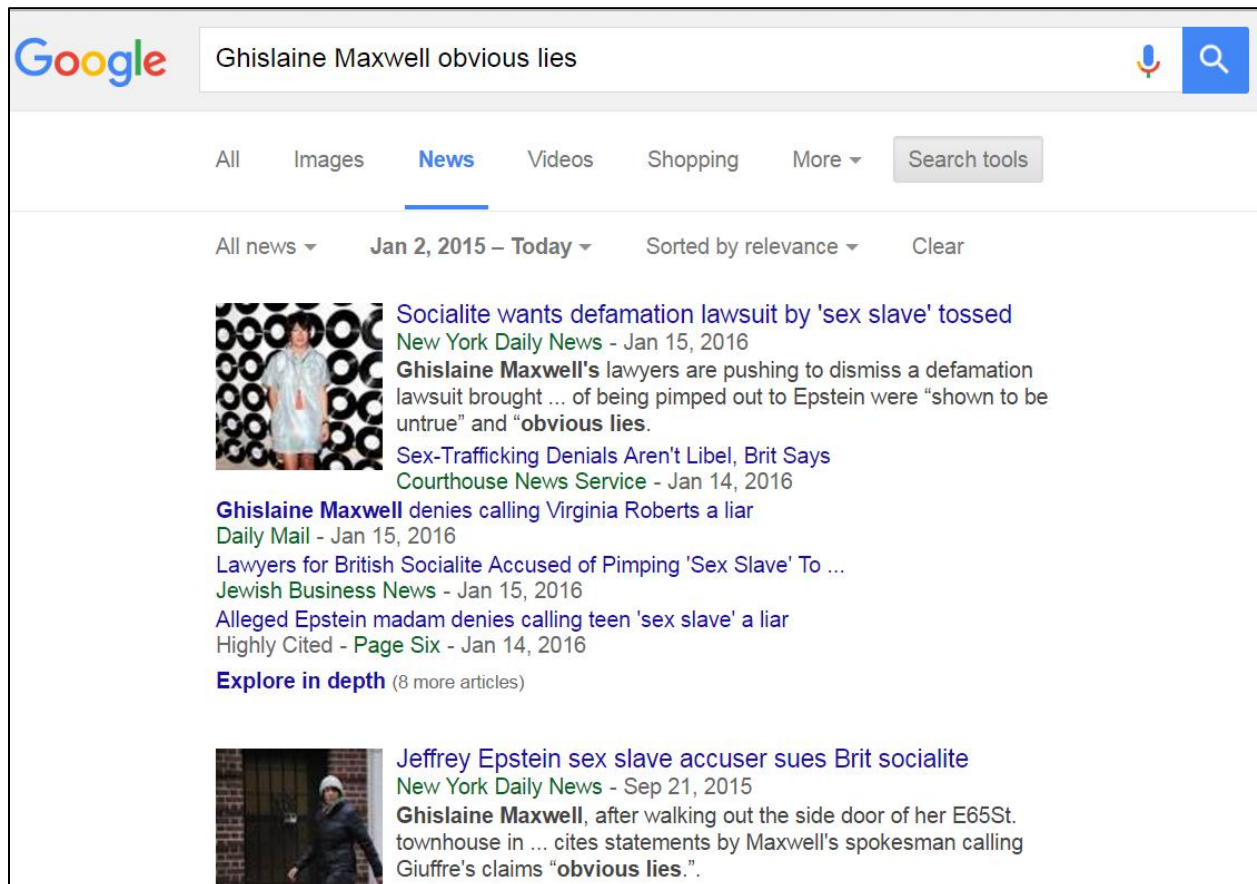 Google
Ghislaine Maxwell obvious lies
All Images News Videos Shopping More Search tools
All news Jan 2, 2015 – Today Sorted by relevance Clear
Socialite wants defamation lawsuit by 'sex slave' tossed
New York Daily News - Jan 15, 2016
Ghislaine Maxwell's lawyers are pushing to dismiss a defamation
lawsuit brought ... of being pimped out to Epstein were “shown to be
untrue” and “obvious lies.
Sex-Trafficking Denials Aren't Libel, Brit Says
Courthouse News Service - Jan 14, 2016
Ghislaine Maxwell denies calling Virginia Roberts a liar
Daily Mail - Jan 15, 2016
Lawyers for British Socialite Accused of Pimping 'Sex Slave' To ...
Jewish Business News - Jan 15, 2016
Alleged Epstein madam denies calling teen 'sex slave' a liar
Highly Cited - Page Six - Jan 14, 2016
Explore in depth (8 more articles)
Jeffrey Epstein sex slave accuser sues Brit socialite
New York Daily News - Sep 21, 2015
Ghislaine Maxwell, after walking out the side door of her E65St.
townhouse in ... cites statements by Maxwell's spokesman calling
Giuffre's claims “obvious lies.”.